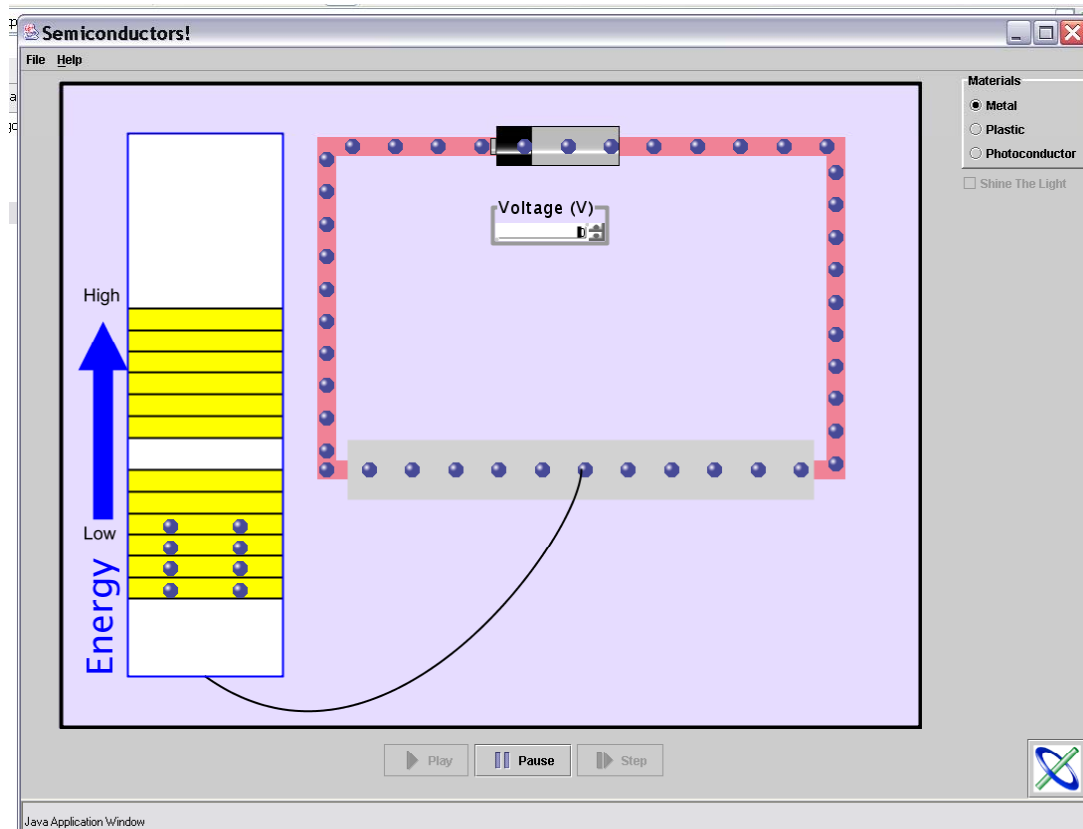 Semiconductors!
File Help
Materials
Metal
Plastic
Photoconductor
Shine The Light
Voltage (V)
High
Low
Energy
Play
Pause
Step
Java Application Window